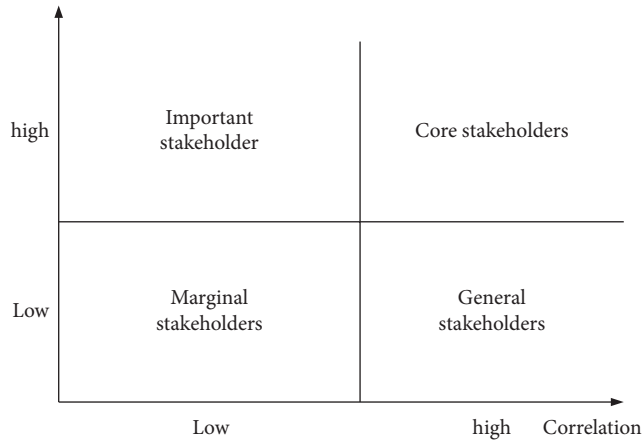 high
Important
stakeholder
Core stakeholders
Low
Marginal
stakeholders
General
stakeholders
Low
high
Correlation